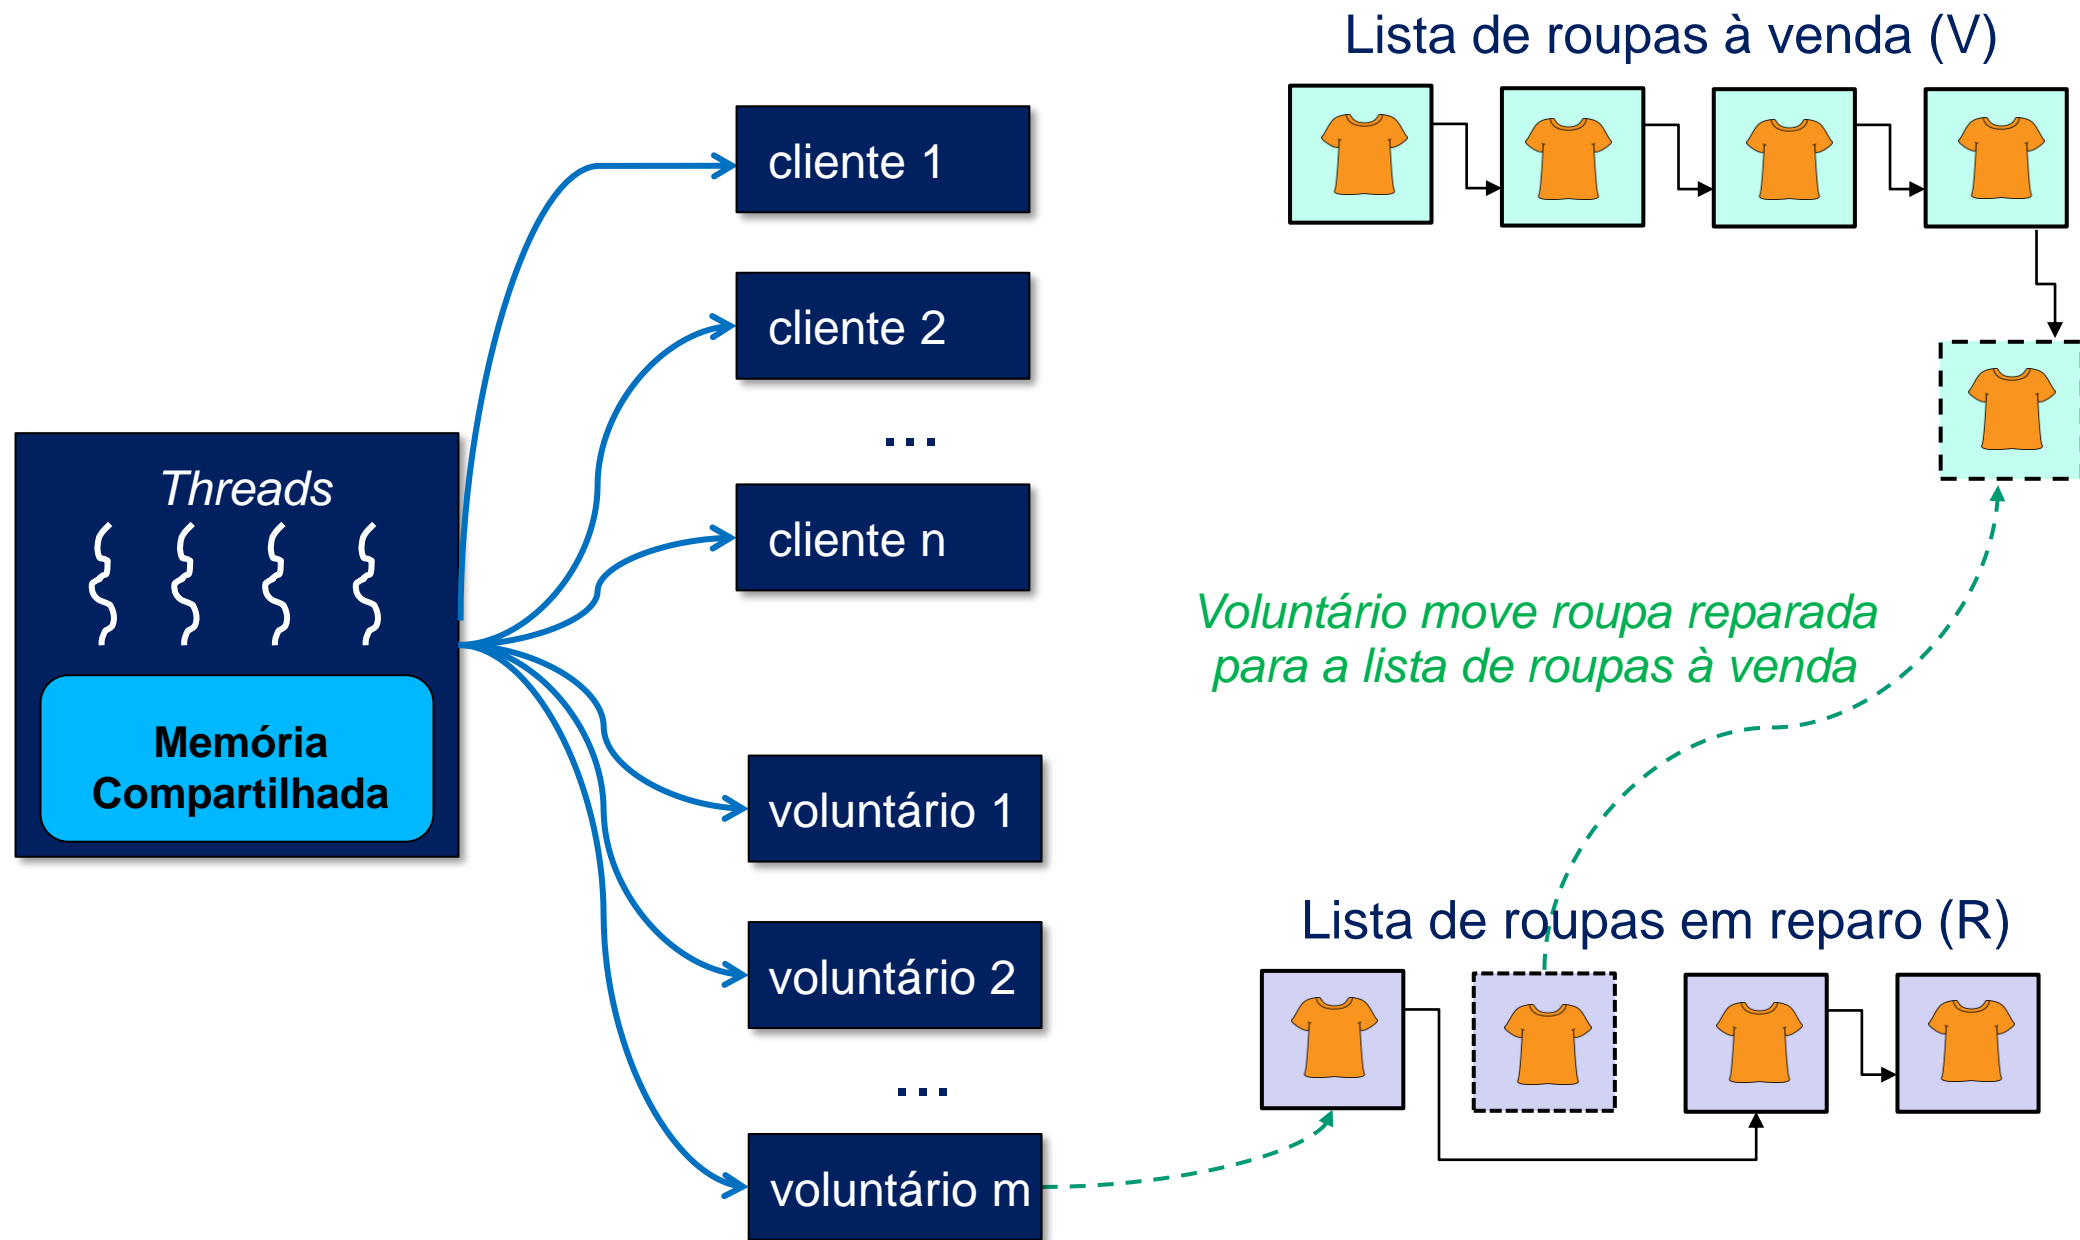 Lista de roupas à venda (V)
cliente 1
cliente 2
...
cliente n
Threads
Memória
Compartilhada
Voluntário move roupa reparada
para a lista de roupas à venda
voluntário 1
voluntário 2
...
voluntário m
Lista de roupas em reparo (R)